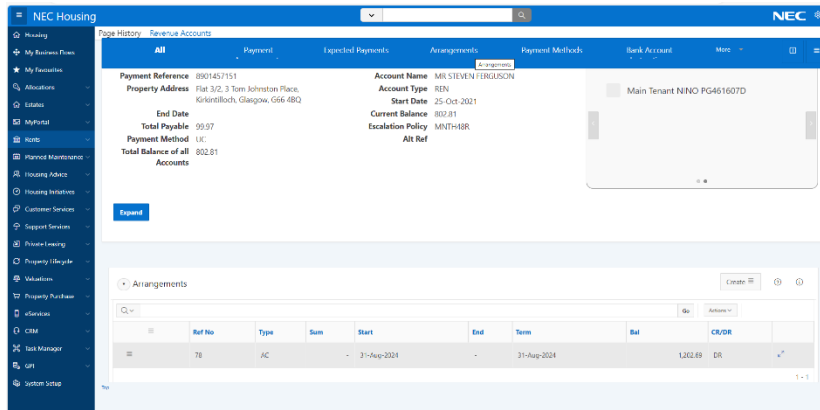 NEC Housing
NEC
Housing
My Business Flows
My Favourites
Allocations
Estates
MyPortal
Rents
Planned Maintenance
Housing Advice
Housing Initiatives
Customer Services
Support Services
Private Leasing
Property Lifecycle
Valuations
Property Purchase
eServices
CRM
Task Manager
GPI
System Setup
Page History Revenue Accounts
All Payment Expected Payments Arrangements Payment Methods Bank Account More
Arrangements
Payment Reference 8901457151
Property Address Flat 3/2, 3 Tom Johnston Place,
Kirkintilloch, Glasgow, G66 4BQ
End Date
Total Payable 99.97
Payment Method UC
Total Balance of all 802.81
Accounts
Account Name MR STEVEN FERGUSON
Account Type REN
Start Date 25-Oct-2021
Current Balance 802.81
Escalation Policy MNTH48C
Alt Ref
Main Tenant NINO PG461607D
Expand
Arrangements
Create
Go Actions
Ref No Type Sum Start End Term Bal CR/DR
78 AC - 31-Aug-2024 - 31-Aug-2024 1,202.69 DR
1 - 1